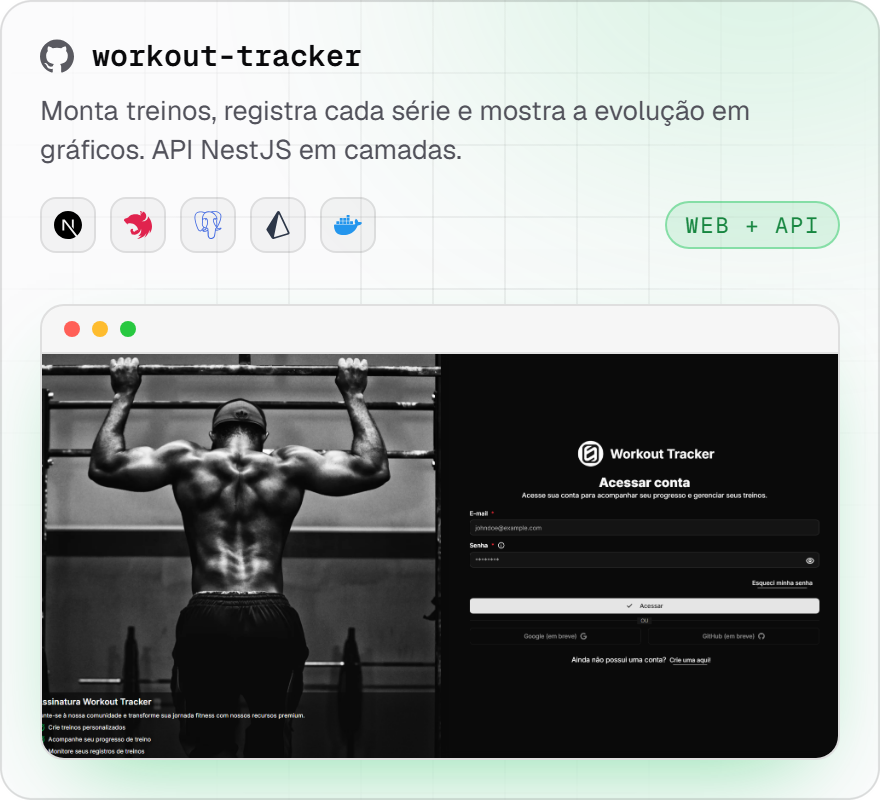 workout-tracker
Monta treinos, registra cada série e mostra a evolução em
gráficos. API NestJS em camadas.
N
WEB + API
Workout Tracker
Acessar conta
Acesse sua conta para acompanhar seu progresso e gerenciar seus treinos.
E-mail *
johndoe@example.com
Senha *
********
Esqueci minha senha
Acessar
OU
Google (em breve) G
GitHub (em breve)
Ainda não possui uma conta? Crie uma aqui!
ssinatura Workout Tracker
nte-se à nossa comunidade e transforme sua jornada fitness com nossos recursos premium.
Crie treinos personalizados
Acompanhe seu progresso de treino
Monitore seus registros de treinos